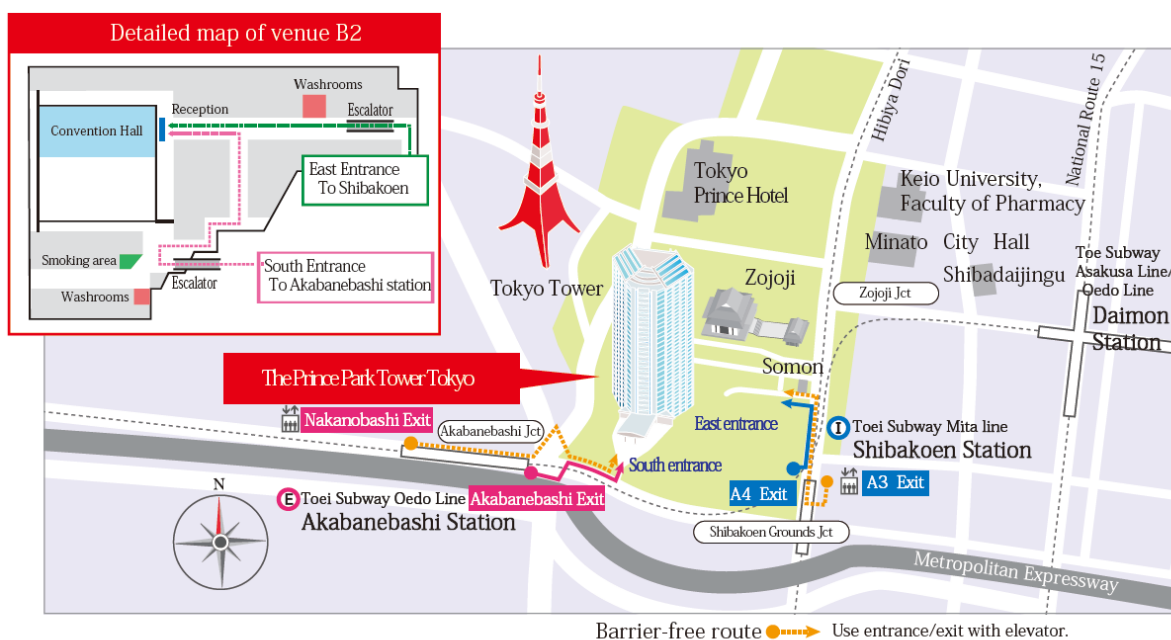 Detailed map of venue B2
Washrooms
Reception
Escalator
Convention Hall
East Entrance
To Shibakoen
Smoking area
South Entrance
To Akabanebashi station
Escalator
Washrooms
Hibiya Dori
National Route 15
Tokyo
Prince Hotel
Keio University,
Faculty of Pharmacy
Minato City Hall
Shibadaijingu
Toe Subway
Asakusa Line/
Oedo Line
Daimon
Station
Tokyo Tower
Zojoji
Zojoji Jct
Somon
The Prince Park Tower Tokyo
Nakanobashi Exit
Akabanebashi Jct
East entrance
I
Toei Subway Mita line
Shibakoen Station
South entrance
A4 Exit
A3 Exit
N
E
Toei Subway Oedo Line
Akabanebashi Exit
Akabanebashi Station
Shibakoen Grounds Jct
Metropolitan Expressway
Barrier-free route
Use entrance/exit with elevator.